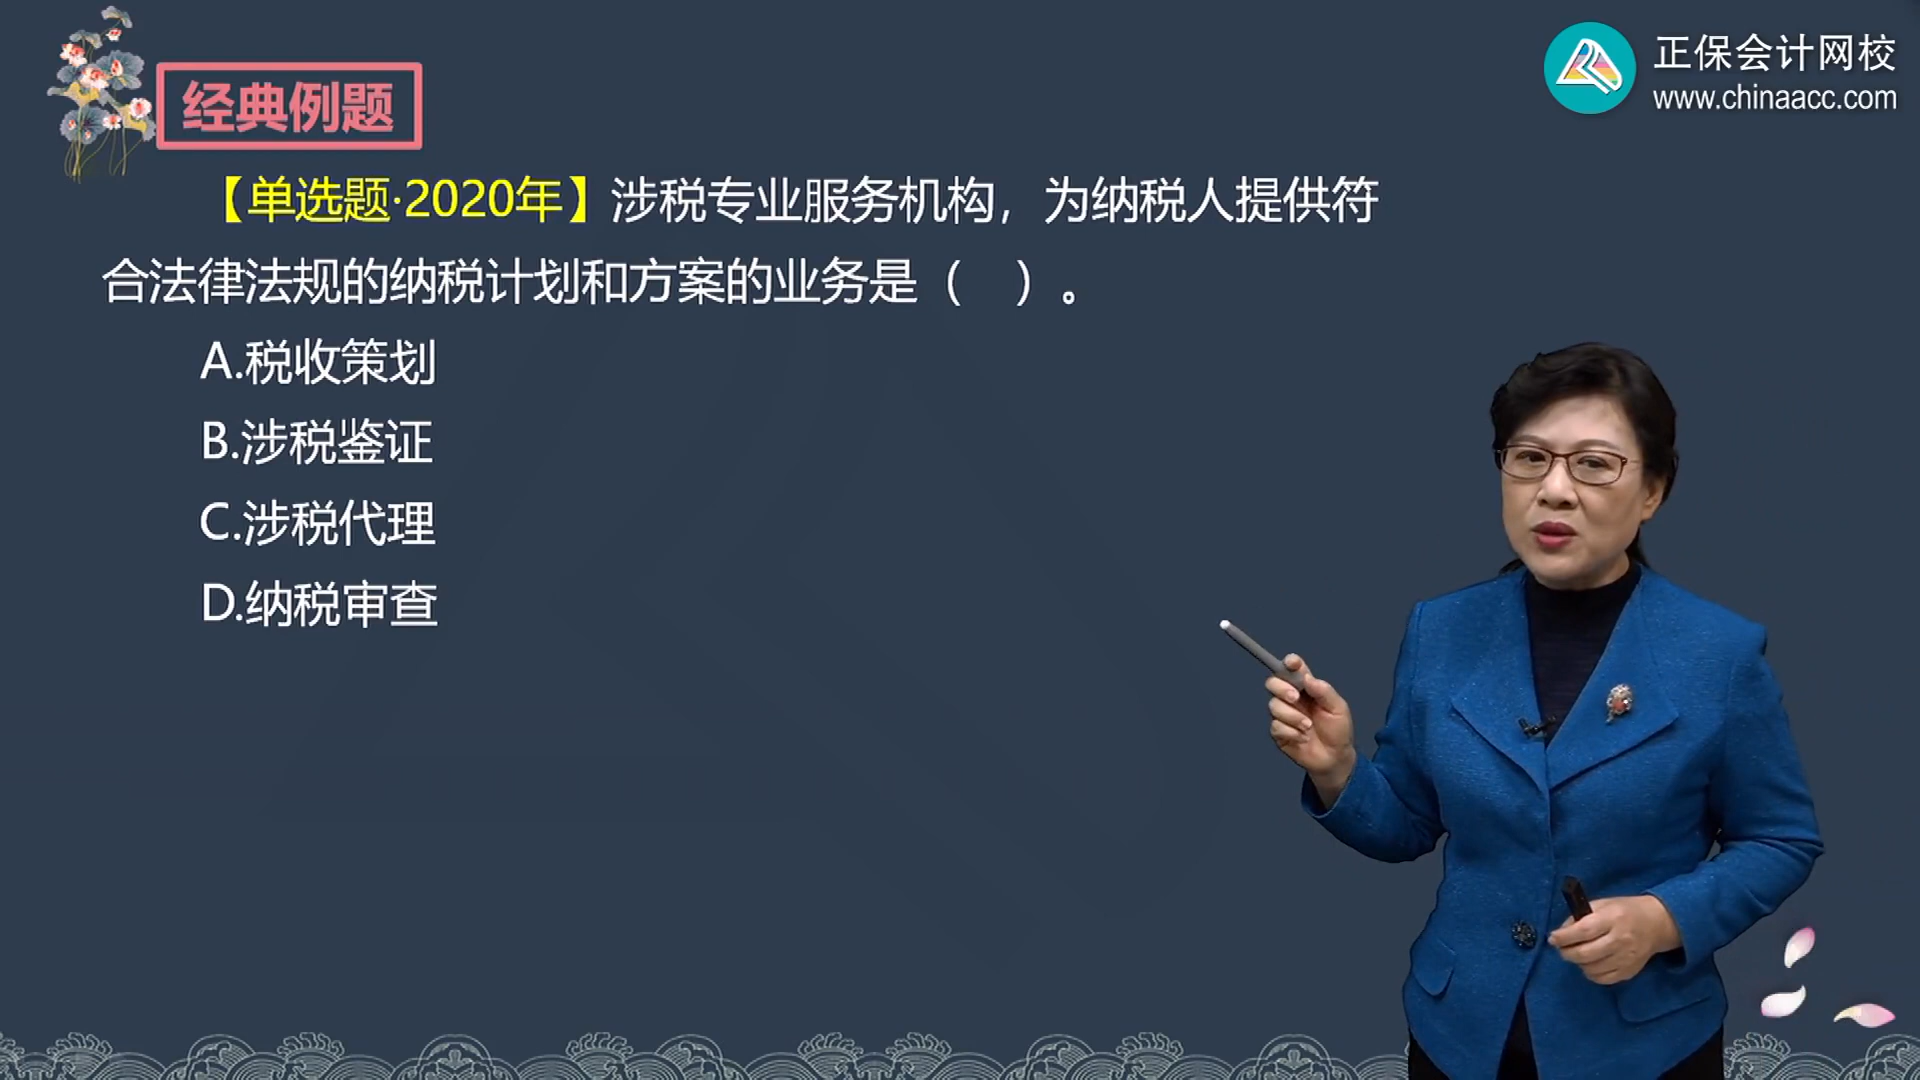 正保会计网校
www.chinaacc.com
经典例题
【单选题·2020年】涉税专业服务机构，为纳税人提供符
合法律法规的纳税计划和方案的业务是（　）。
A.税收策划
B.涉税鉴证
C.涉税代理
D.纳税审查